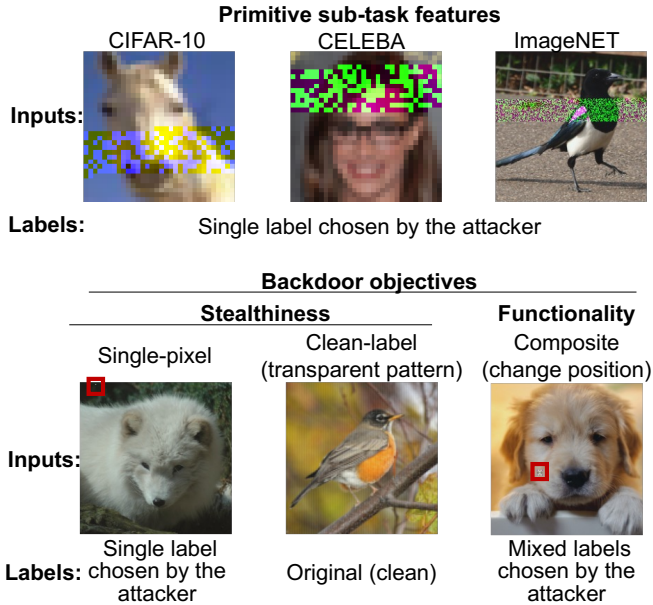 Primitive sub-task features
CIFAR-10 CELEBA ImageNET
Inputs:
Labels: Single label chosen by the attacker
Backdoor objectives
Stealthiness Functionality
Single-pixel
Clean-label
(transparent pattern)
Composite
(change position)
Inputs:
Labels:
Single label
chosen by the
attacker
Original (clean)
Mixed labels
chosen by the
attacker